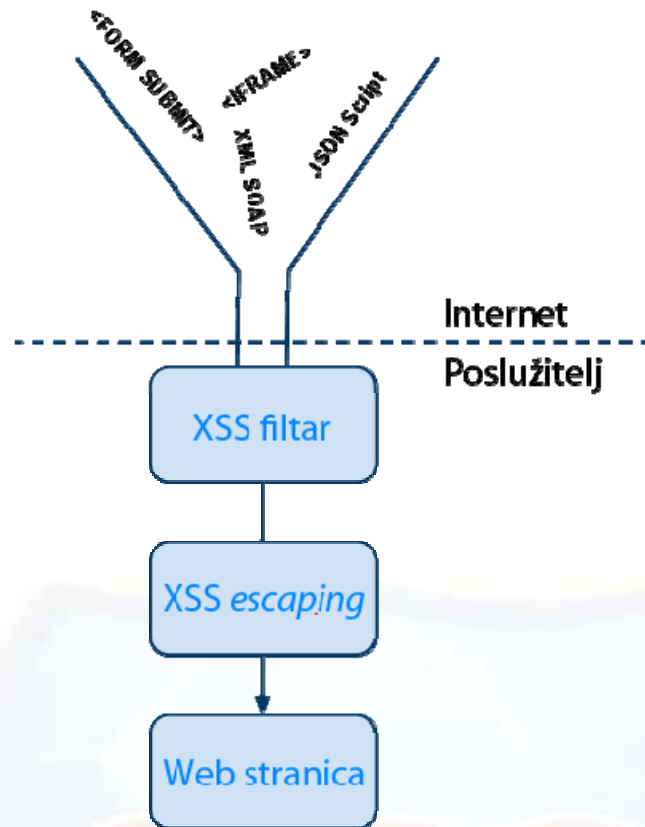 <FORM SUBMIT>
<IFRAME>
XML SOAP
JSON Script
Internet
Poslužitelj
XSS filtar
XSS escaping
Web stranica